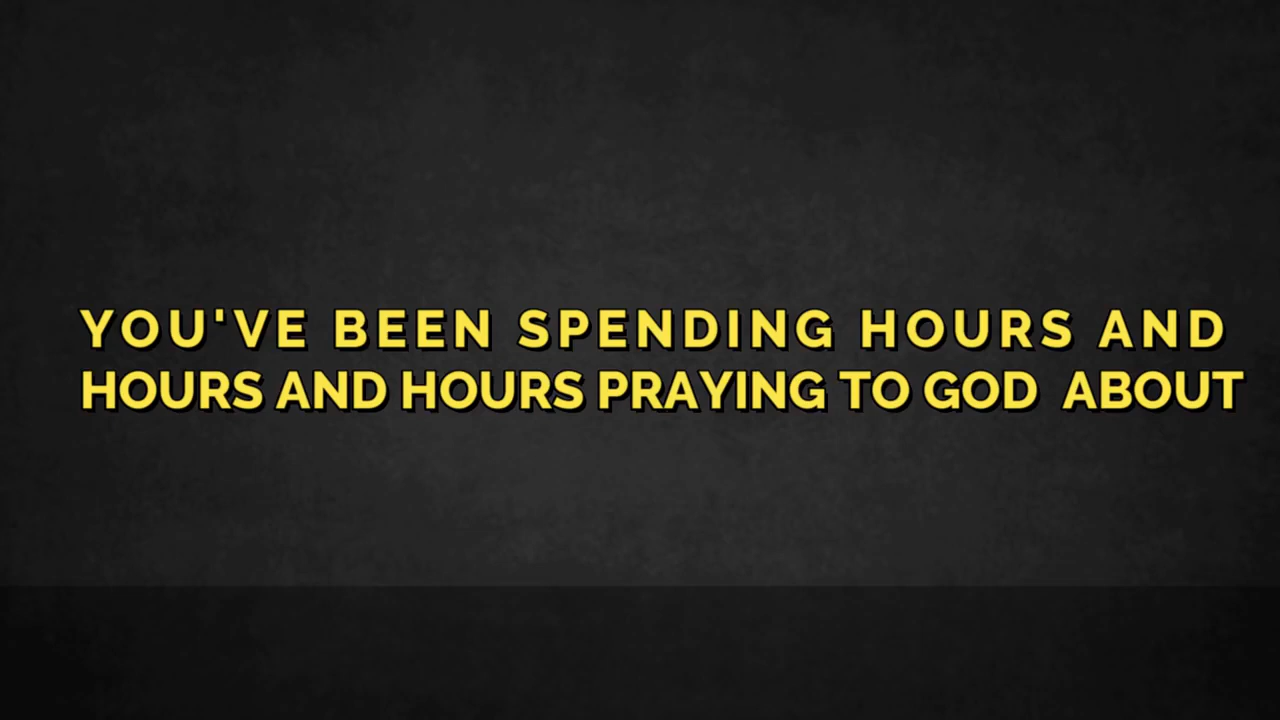 YOU'VE BEEN SPENDING HOURS AND
HOURS AND HOURS PRAYING TO GOD ABOUT